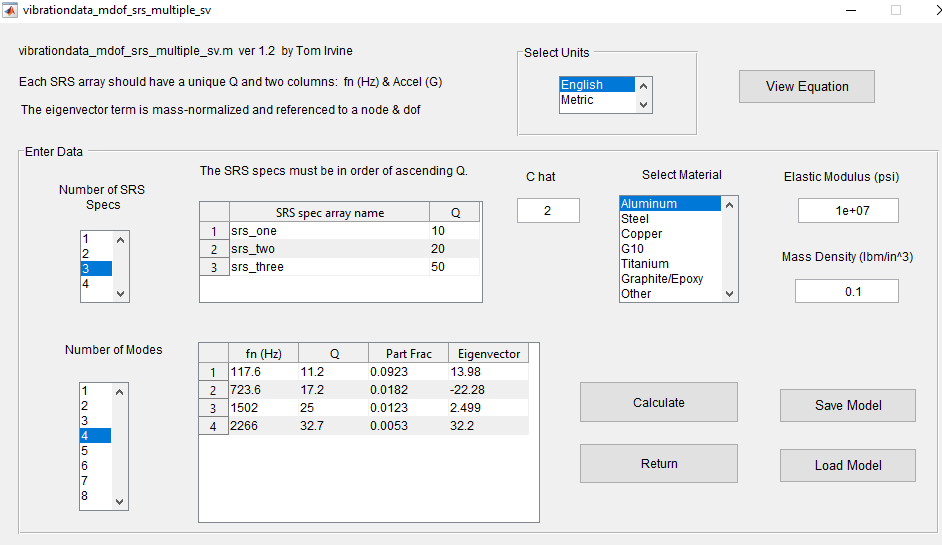 vibrationdata_mdof_srs_multiple_sv
vibrationdata_mdof_srs_multiple_sv.m ver 1.2 by Tom Irvine
Each SRS array should have a unique Q and two columns: fn (Hz) & Accel (G)
The eigenvector term is mass-normalized and referenced to a node & dof
Select Units
English
Metric
View Equation
Enter Data
Number of SRS
Specs
1
2
3
4
The SRS specs must be in order of ascending Q.
SRS spec array name Q
1 srs_one 10
2 srs_two 20
3 srs_three 50
C hat
2
Select Material
Aluminum
Steel
Copper
G10
Titanium
Graphite/Epoxy
Other
Elastic Modulus (psi)
1e+07
Mass Density (lbm/in^3)
0.1
Number of Modes
1
2
3
4
5
6
7
8
fn (Hz) Q Part Frac Eigenvector
1 117.6 11.2 0.0923 13.98
2 723.6 17.2 0.0182 -22.28
3 1502 25 0.0123 2.499
4 2266 32.7 0.0053 32.2
Calculate
Save Model
Return
Load Model